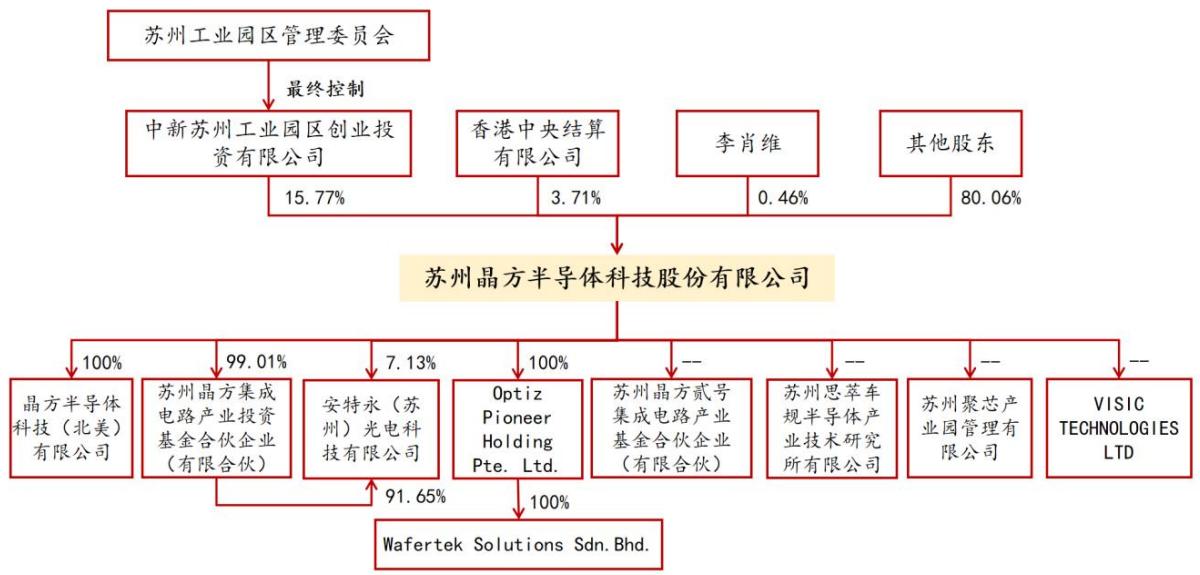 苏州工业园区管理委员会
最终控制
中新苏州工业园区创业投
资有限公司
香港中央结算
有限公司
李肖维
其他股东
15.77%
3.71%
0.46%
80.06%
苏州晶方半导体科技股份有限公司
100%
99.01%
7.13%
100%
--
--
--
--
晶方半导体
科技（北美）
有限公司
苏州晶方集成
电路产业投资
基金合伙企业
（有限合伙）
安特永（苏
州）光电科
技有限公司
Optiz
Pioneer
Holding
Pte. Ltd.
苏州晶方贰号
集成电路产业
基金合伙企业
（有限合伙）
苏州思萃车
规半导体产
业技术研究
所有限公司
苏州聚芯产
业园管理有
限公司
VISIC
TECHNOLOGIES
LTD
91.65%
100%
Wafertek Solutions Sdn.Bhd.